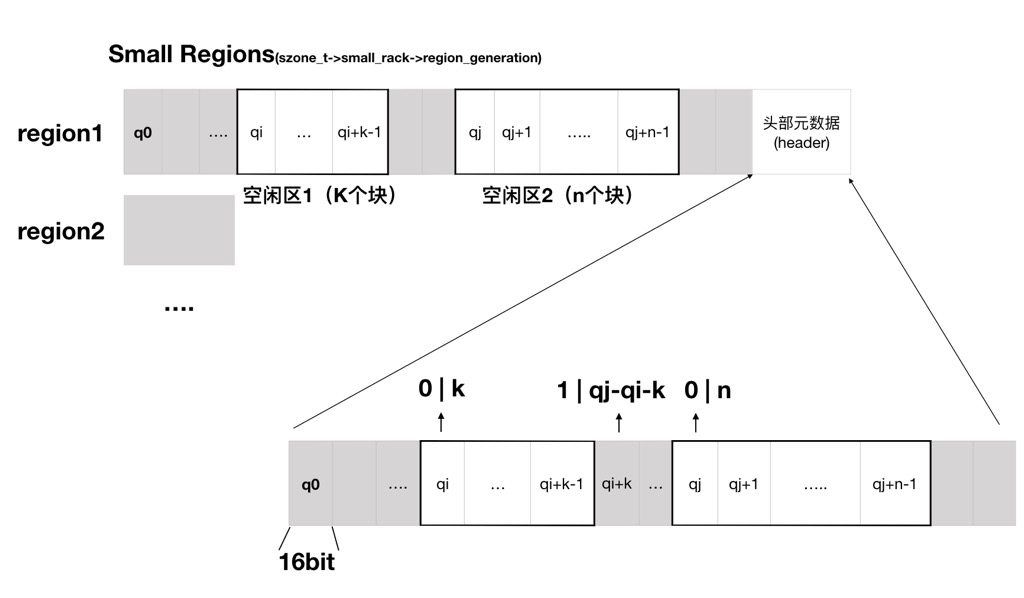 Small Regions(szone_t->small_rack->region_generation)
region1 q0 .... qi ... qi+k-1 qj qj+1 ..... qj+n-1 头部元数据
(header)
空闲区1（K个块） 空闲区2（n个块）
region2
....
0 | k 1 | qj-qi-k 0 | n
q0 .... qi ... qi+k-1 qi+k ... qj qj+1 ..... qj+n-1
16bit